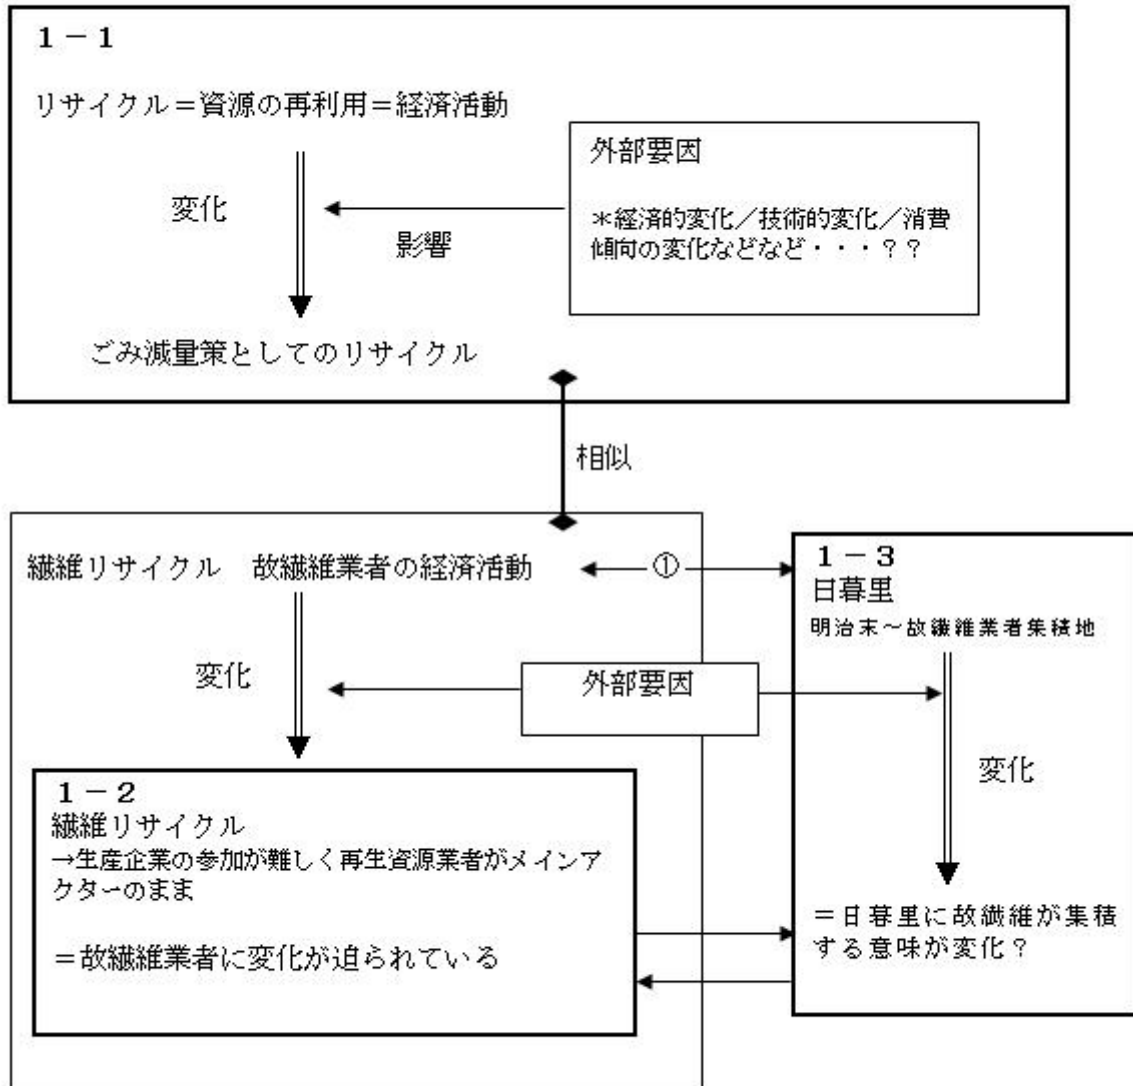 1－1
リサイクル＝資源の再利用＝経済活動
外部要因
＊経済的変化／技術的変化／消費
傾向の変化などなど・・・？？
変化
影響
ごみ減量策としてのリサイクル
相似
繊維リサイクル　故繊維業者の経済活動
①
1－3
日暮里
明治末～故繊維業者集積地
変化
外部要因
変化
1－2
繊維リサイクル
→生産企業の参加が難しく再生資源業者がメインア
クターのまま
＝故繊維業者に変化が迫られている
＝日暮里に故繊維が集積
する意味が変化？